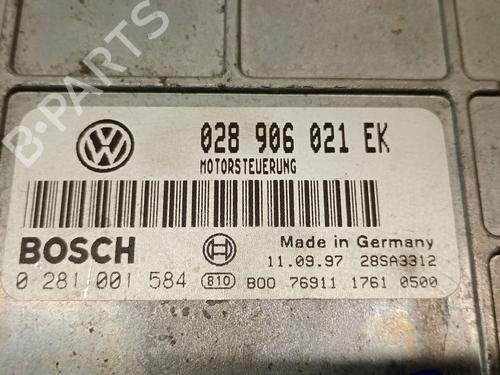 B-PARTS
028 906 021 EK
MOTORSTEUERUNG
BOSCH
Made in Germany
11.09.97 28SA3312
0 281 001 584 810 B00 76911 1761 0500